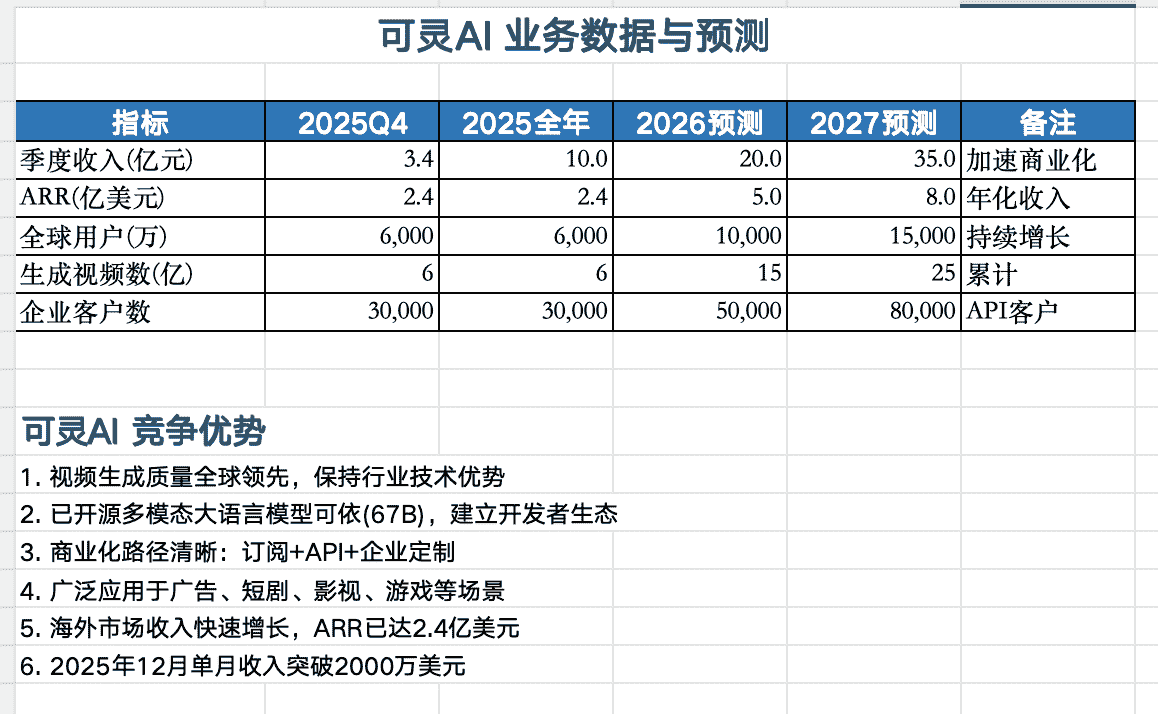 可灵AI 业务数据与预测
指标 2025Q4 2025全年 2026预测 2027预测 备注
季度收入(亿元) 3.4 10.0 20.0 35.0 加速商业化
ARR(亿美元) 2.4 2.4 5.0 8.0 年化收入
全球用户(万) 6,000 6,000 10,000 15,000 持续增长
生成视频数(亿) 6 6 15 25 累计
企业客户数 30,000 30,000 50,000 80,000 API客户
可灵AI 竞争优势
1. 视频生成质量全球领先，保持行业技术优势
2. 已开源多模态大语言模型可依(67B)，建立开发者生态
3. 商业化路径清晰：订阅+API+企业定制
4. 广泛应用于广告、短剧、影视、游戏等场景
5. 海外市场收入快速增长，ARR已达2.4亿美元
6. 2025年12月单月收入突破2000万美元